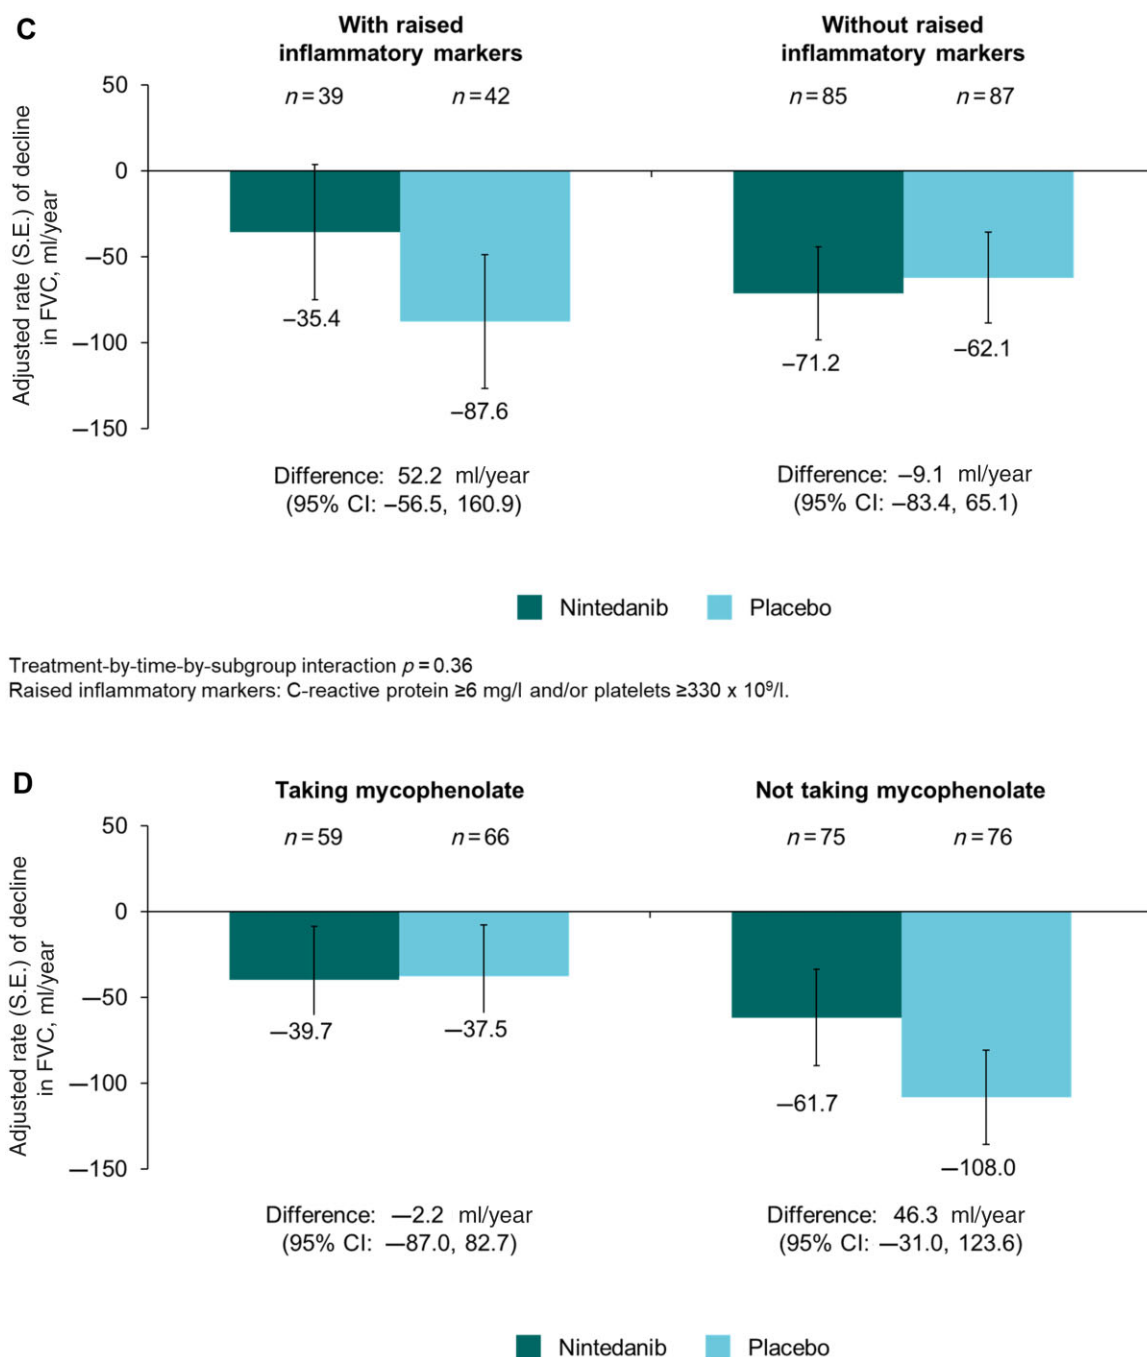 C
With raised
inflammatory markers
Without raised
inflammatory markers
n=39
n=42
n=85
n=87
Adjusted rate (S.E.) of decline
in FVC, ml/year
50
0
−50
−100
−150
−35.4
−87.6
−71.2
−62.1
Difference: 52.2 ml/year
(95% CI: −56.5, 160.9)
Difference: −9.1 ml/year
(95% CI: −83.4, 65.1)
Nintedanib
Placebo
Treatment-by-time-by-subgroup interaction p=0.36
Raised inflammatory markers: C-reactive protein ≥6 mg/l and/or platelets ≥330 x 10⁹/l.
D
Taking mycophenolate
Not taking mycophenolate
n=59
n=66
n=75
n=76
Adjusted rate (S.E.) of decline
in FVC, ml/year
50
0
—50
—100
—150
—39.7
—37.5
—61.7
—108.0
Difference: —2.2 ml/year
(95% CI: —87.0, 82.7)
Difference: 46.3 ml/year
(95% CI: —31.0, 123.6)
Nintedanib
Placebo